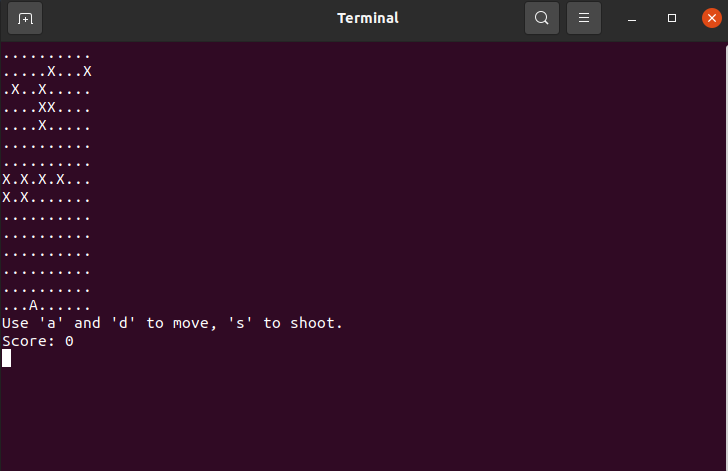 Terminal
..........
.....X...X
.X..X.....
....XX....
....X.....
..........
..........
X.X.X.X...
X.X.......
..........
..........
..........
..........
..........
...A......
Use 'a' and 'd' to move, 's' to shoot.
Score: 0